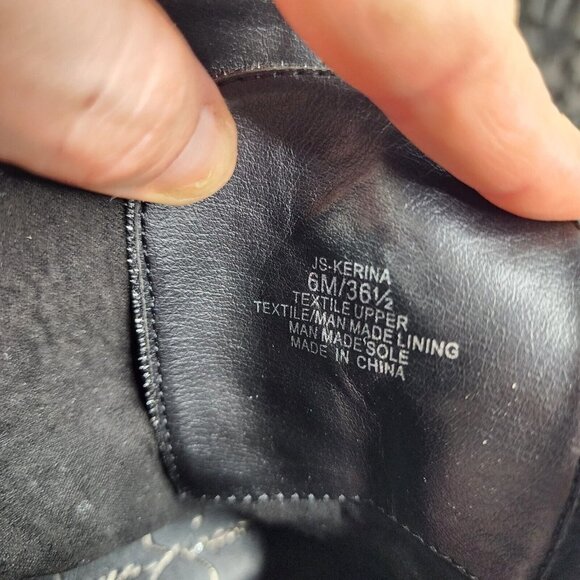 JS-KERINA
6M/36½
TEXTILE UPPER
TEXTILE/MAN MADE LINING
MAN MADE SOLE
MADE IN CHINA